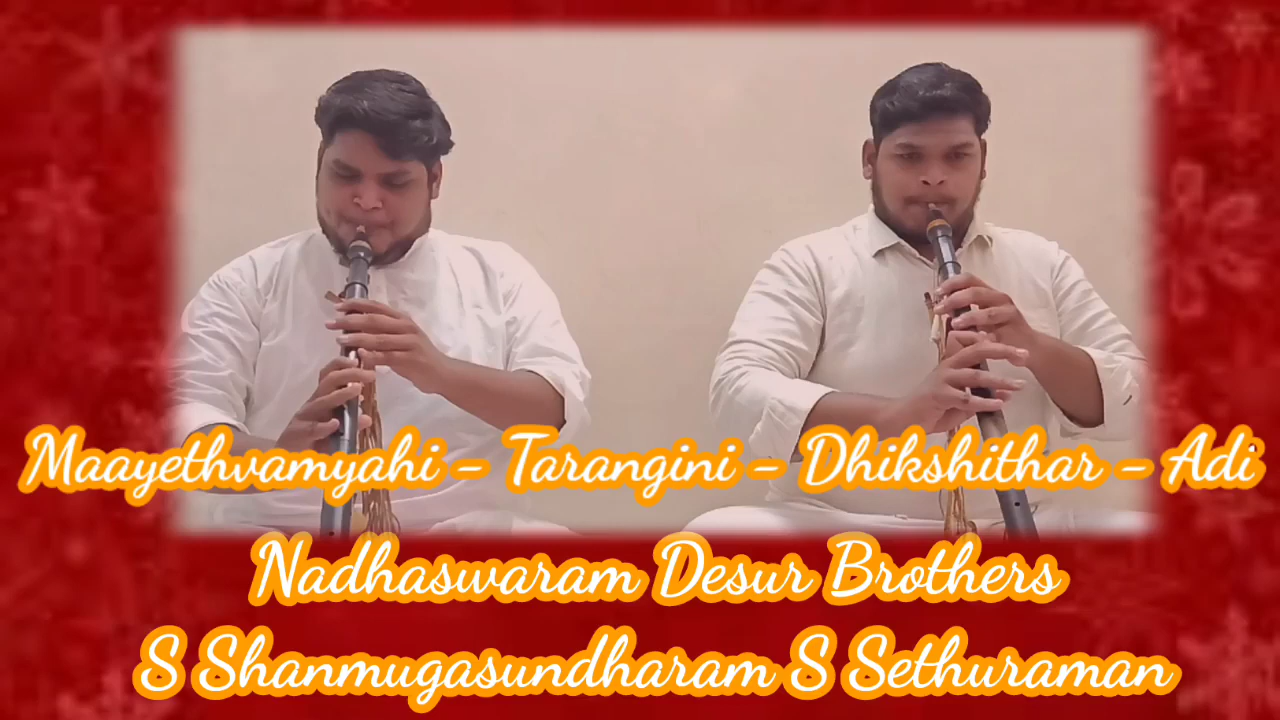 Maayethvamyahi - Tarangini - Dhikshithar - Adi
Nadhaswaram Desur Brothers
S Shanmugasundharam S Sethuraman